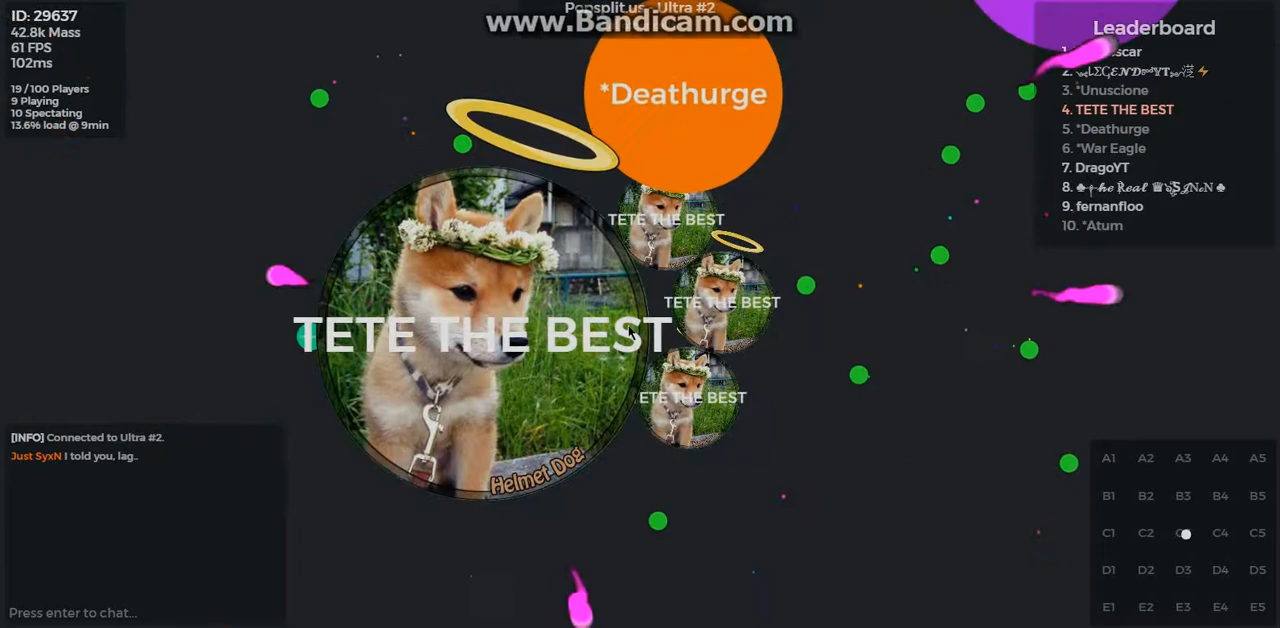 ID: 29637
42.8k Mass
61 FPS
102ms
19 / 100 Players
9 Playing
10 Spectating
13.6% load @ 9min
Popsplit.us - Ultra #2
www.Bandicam.com
*Deathurge
TETE THE BEST
TETE THE BEST
TETE THE BEST
ETE THE BEST
Helmet Dog
Leaderboard
1.
3. *Unuscione
4. TETE THE BEST
5. *Deathurge
6. *War Eagle
7. DragoYT
9. fernanfloo
10. *Atum
[INFO] Connected to Ultra #2.
Just SyxN I told you, lag..
Press enter to chat...
A1 A2 A3 A4 A5
B1 B2 B3 B4 B5
C1 C2 C4 C5
D1 D2 D3 D4 D5
E1 E2 E3 E4 E5